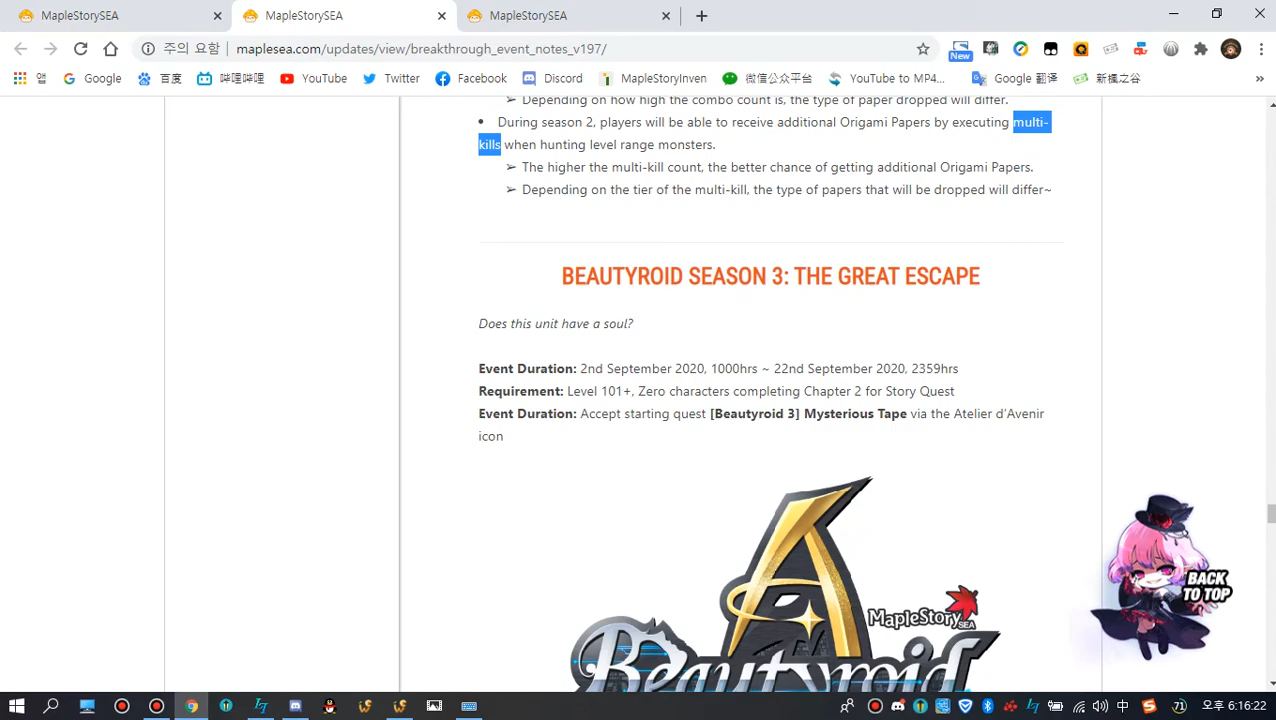 MapleStorySEA
MapleStorySEA
MapleStorySEA
주의 요함
maplesea.com/updates/view/breakthrough_event_notes_v197/
New
앱
Google
百度
哔哩哔哩
YouTube
Twitter
Facebook
Discord
MapleStoryInven
微信公众平台
YouTube to MP4...
Google 翻译
新楓之谷
»
➢ Depending on how high the combo count is, the type of paper dropped will differ.
• During season 2, players will be able to receive additional Origami Papers by executing multi-
kills when hunting level range monsters.
➢ The higher the multi-kill count, the better chance of getting additional Origami Papers.
➢ Depending on the tier of the multi-kill, the type of papers that will be dropped will differ~
BEAUTYROID SEASON 3: THE GREAT ESCAPE
Does this unit have a soul?
Event Duration: 2nd September 2020, 1000hrs ~ 22nd September 2020, 2359hrs
Requirement: Level 101+, Zero characters completing Chapter 2 for Story Quest
Event Duration: Accept starting quest [Beautyroid 3] Mysterious Tape via the Atelier d’Avenir
icon
MapleStory
SEA
Beautyroid
BACK
TO TOP
中
오후 6:16:22